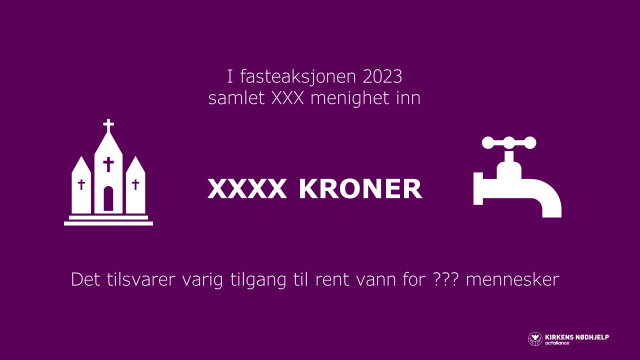 I fasteaksjonen 2023
samlet XXX menighet inn
XXXX KRONER
Det tilsvarer varig tilgang til rent vann for ??? mennesker
KIRKENS NØDHJELP
actalliance